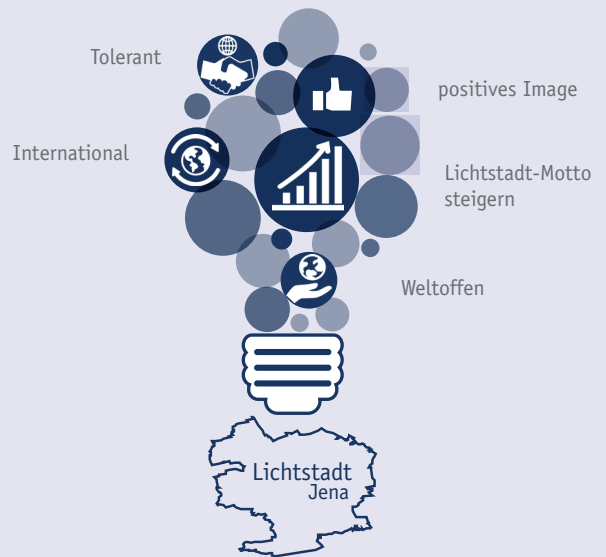 Tolerant
positives Image
International
Lichtstadt-Motto
steigern
Weltoffen
Lichtstadt
Jena